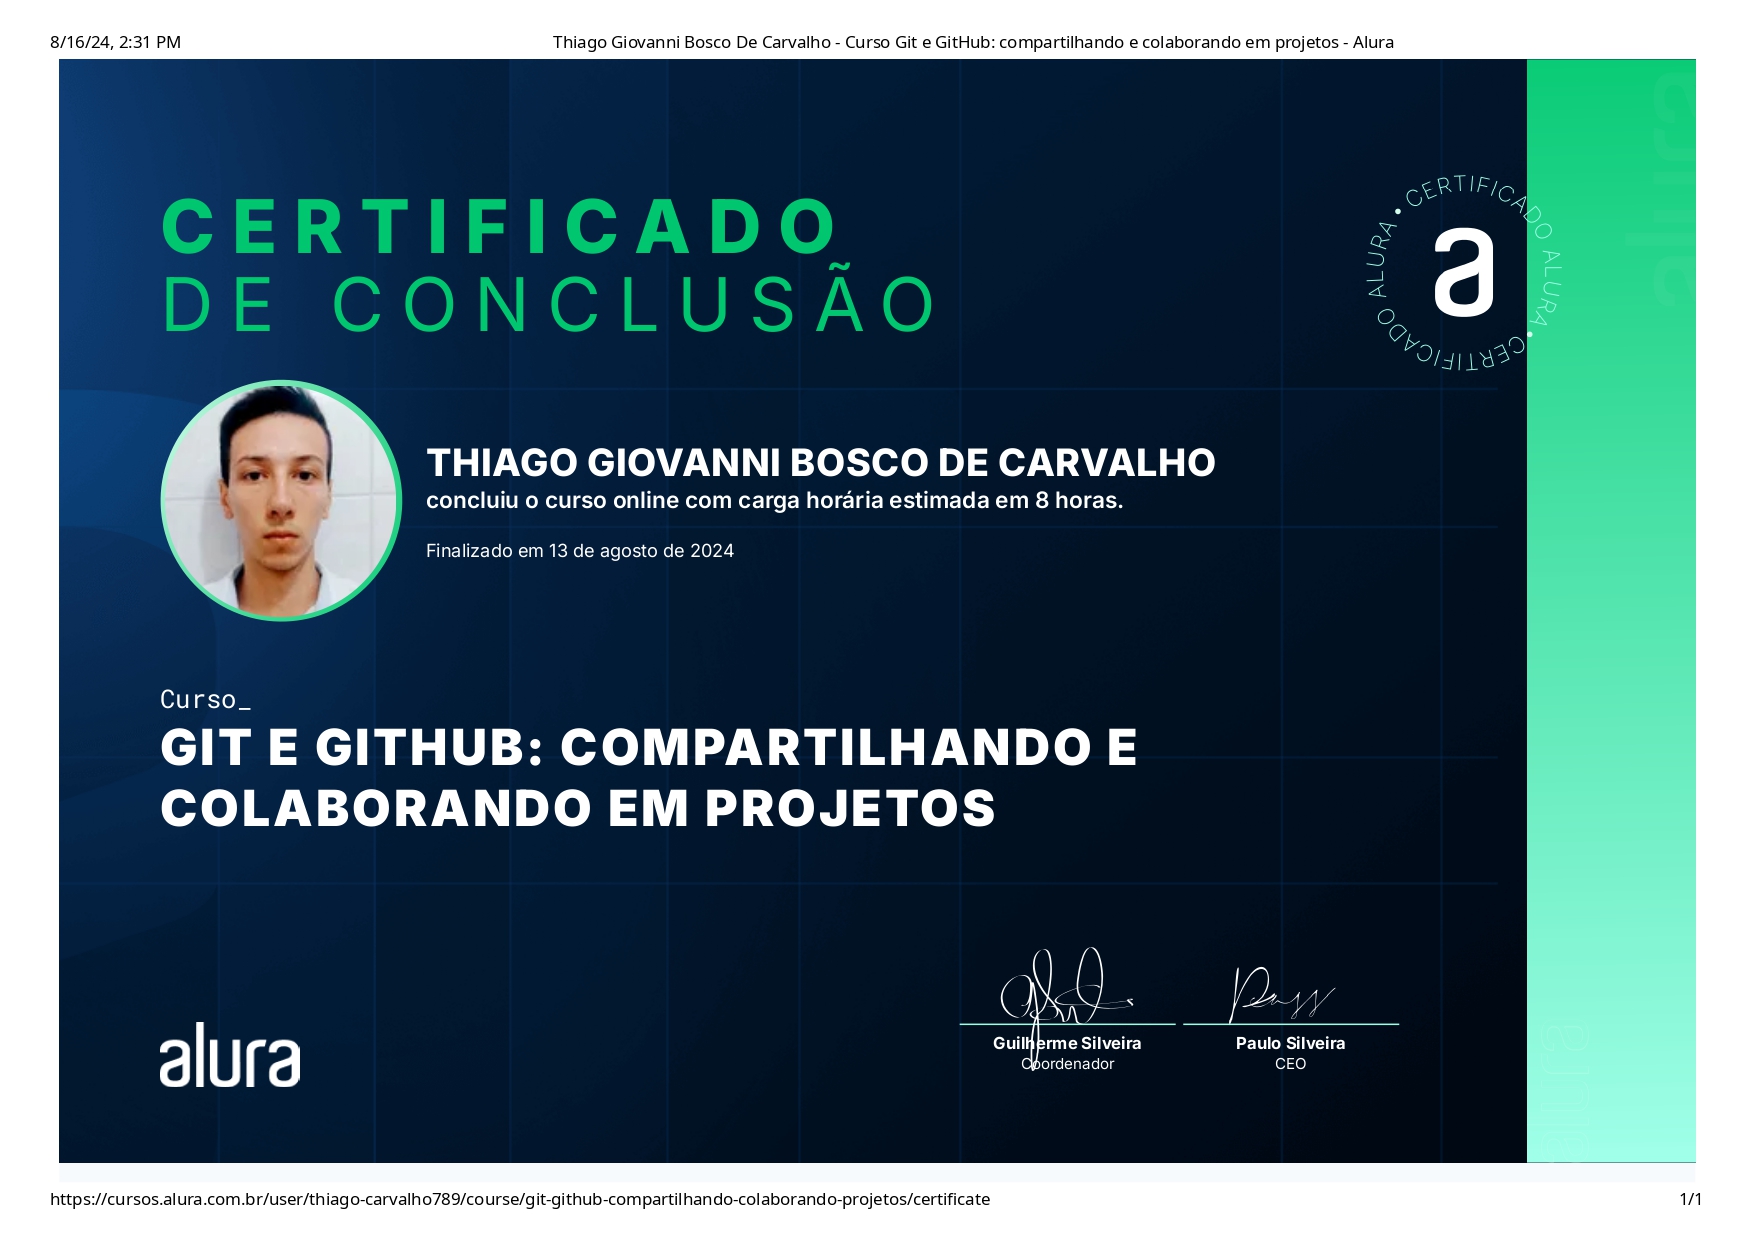 8/16/24, 2:31 PM
Thiago Giovanni Bosco De Carvalho - Curso Git e GitHub: compartilhando e colaborando em projetos - Alura
CERTIFICADO
DE CONCLUSÃO
CERTIFICADO ALURA • CERTIFICADO ALURA •
a
THIAGO GIOVANNI BOSCO DE CARVALHO
concluiu o curso online com carga horária estimada em 8 horas.
Finalizado em 13 de agosto de 2024
Curso_
GIT E GITHUB: COMPARTILHANDO E
COLABORANDO EM PROJETOS
alura
Guilherme Silveira
Coordenador
Paulo Silveira
CEO
alura
alura
https://cursos.alura.com.br/user/thiago-carvalho789/course/git-github-compartilhando-colaborando-projetos/certificate
1/1